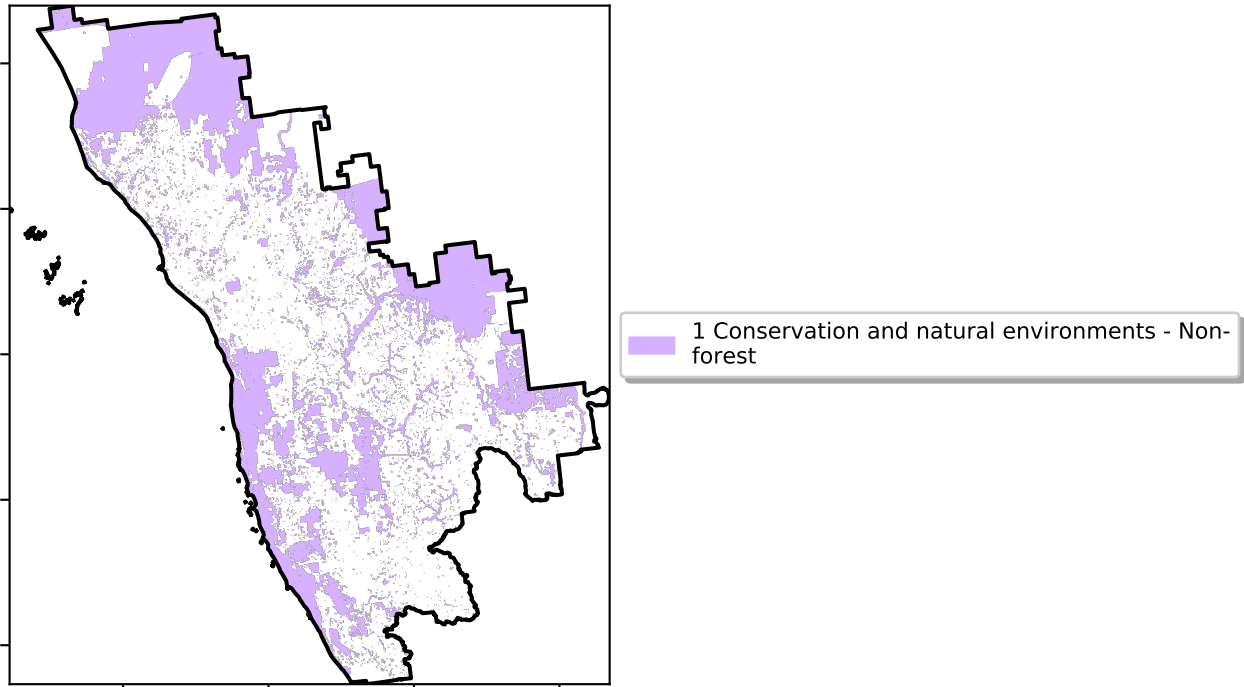 1 Conservation and natural environments - Non-
forest